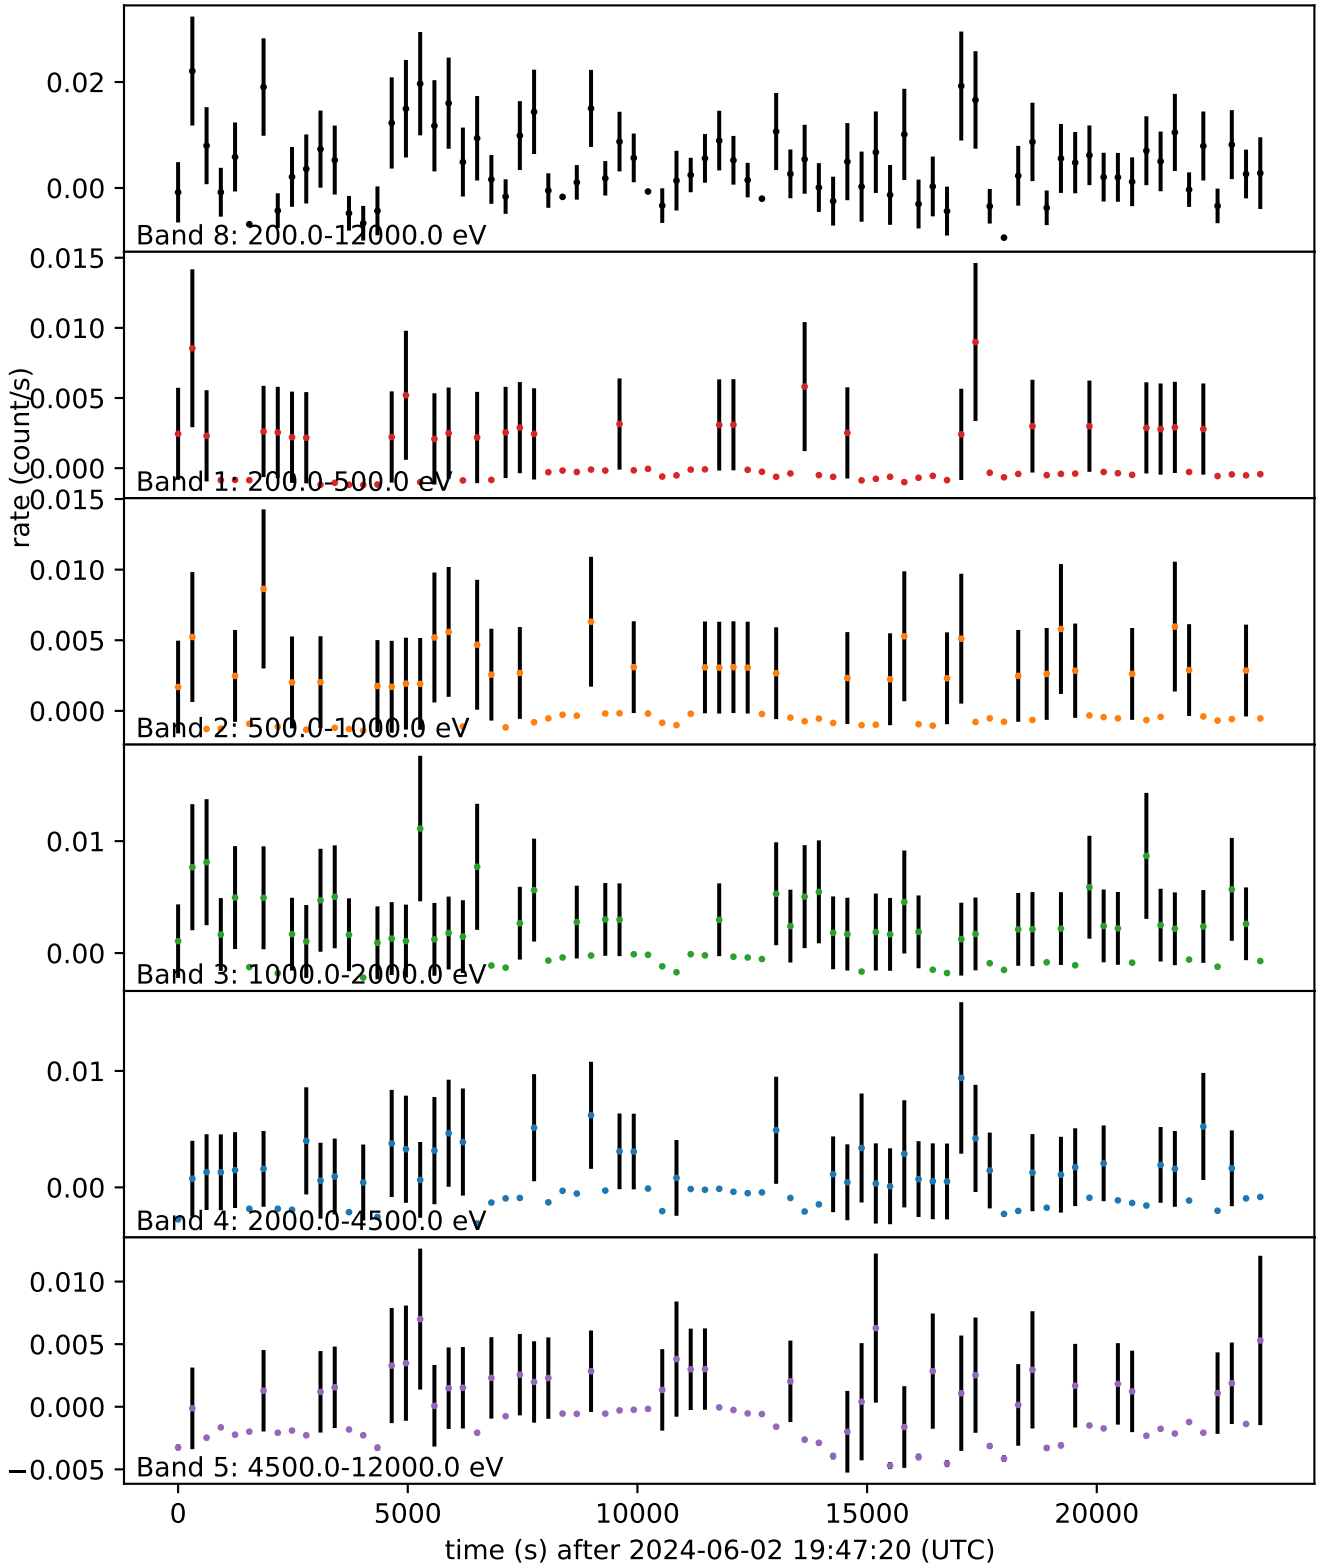 0.02
0.00
Band 8: 200.0-12000.0 eV
0.015
0.010
0.005
0.000
Band 1: 200.0-500.0 eV
rate (count/s)
0.015
0.010
0.005
0.000
Band 2: 500.0-1000.0 eV
0.01
0.00
Band 3: 1000.0-2000.0 eV
0.01
0.00
Band 4: 2000.0-4500.0 eV
0.010
0.005
0.000
−0.005
Band 5: 4500.0-12000.0 eV
0 5000 10000 15000 20000
time (s) after 2024-06-02 19:47:20 (UTC)